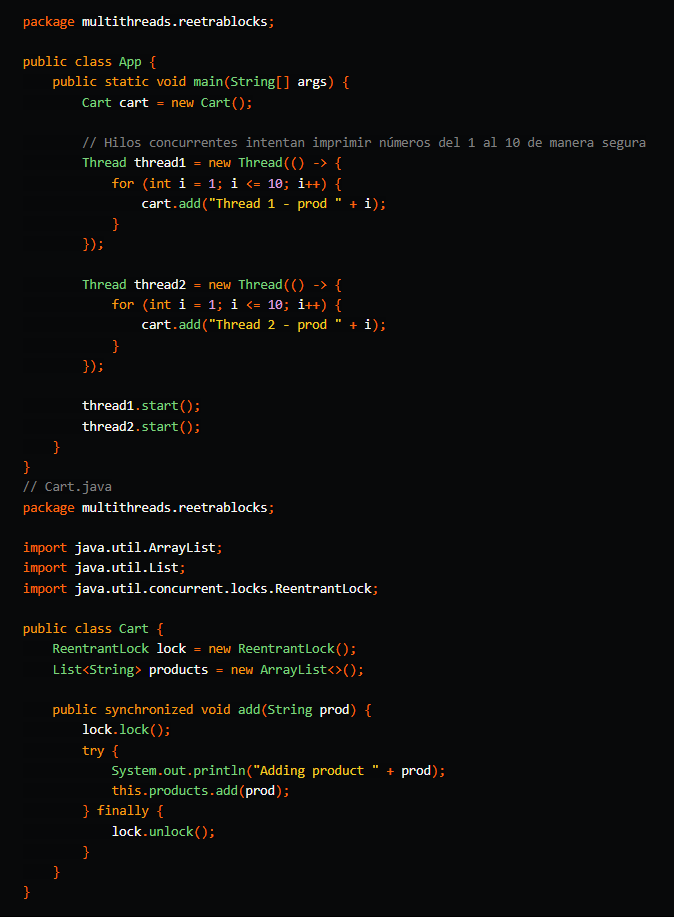 package multithreads.reetrablocks;

public class App {
    public static void main(String[] args) {
        Cart cart = new Cart();

        // Hilos concurrentes intentan imprimir números del 1 al 10 de manera segura
        Thread thread1 = new Thread(() -> {
            for (int i = 1; i <= 10; i++) {
                cart.add("Thread 1 - prod " + i);
            }
        });

        Thread thread2 = new Thread(() -> {
            for (int i = 1; i <= 10; i++) {
                cart.add("Thread 2 - prod " + i);
            }
        });

        thread1.start();
        thread2.start();
    }
}
// Cart.java
package multithreads.reetrablocks;

import java.util.ArrayList;
import java.util.List;
import java.util.concurrent.locks.ReentrantLock;

public class Cart {
    ReentrantLock lock = new ReentrantLock();
    List<String> products = new ArrayList<>();

    public synchronized void add(String prod) {
        lock.lock();
        try {
            System.out.println("Adding product " + prod);
            this.products.add(prod);
        } finally {
            lock.unlock();
        }
    }
}